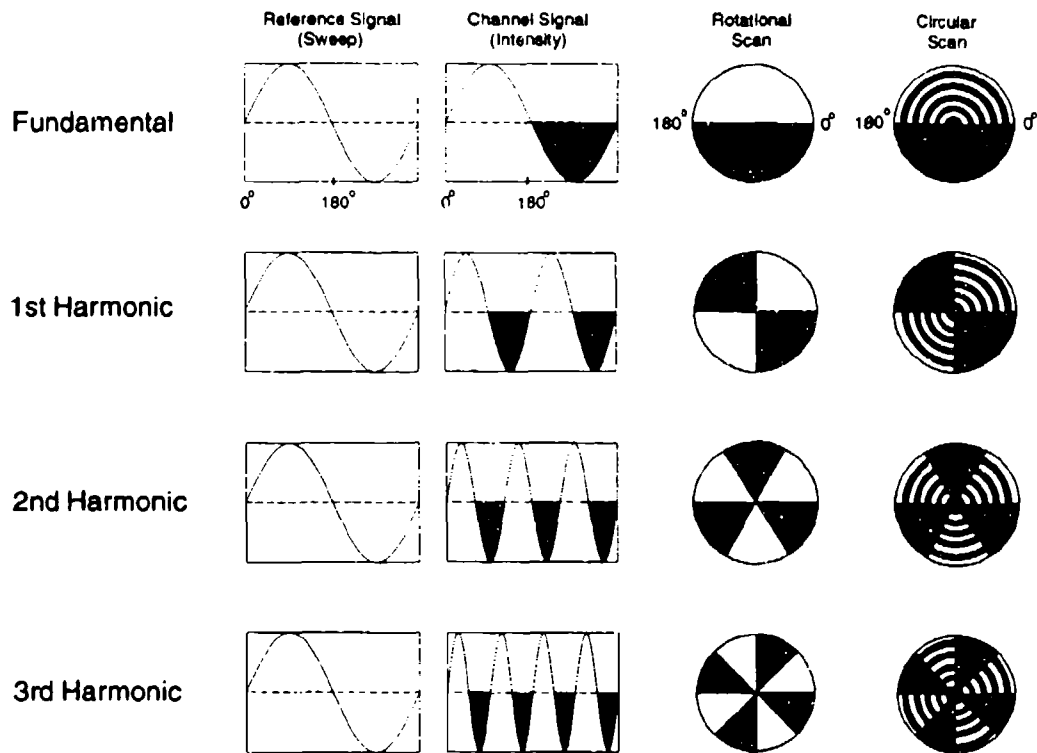 Reference Signal
(Sweep)
Channel Signal
(Intensity)
Rotational
Scan
Circular
Scan
Fundamental
0° 180°
0° 180°
180° 0°
180° 0°
1st Harmonic
2nd Harmonic
3rd Harmonic